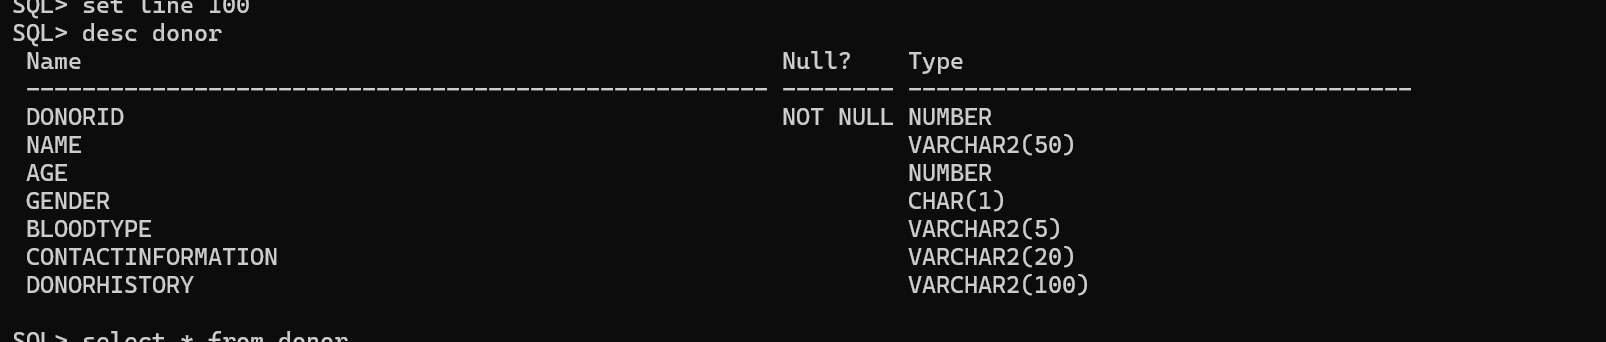 SQL> set line 100
SQL> desc donor
Name Null? Type
----------------------------------------------------- -------- ------------------------------------
DONORID NOT NULL NUMBER
NAME VARCHAR2(50)
AGE NUMBER
GENDER CHAR(1)
BLOODTYPE VARCHAR2(5)
CONTACTINFORMATION VARCHAR2(20)
DONORHISTORY VARCHAR2(100)
SQL> select * from donor